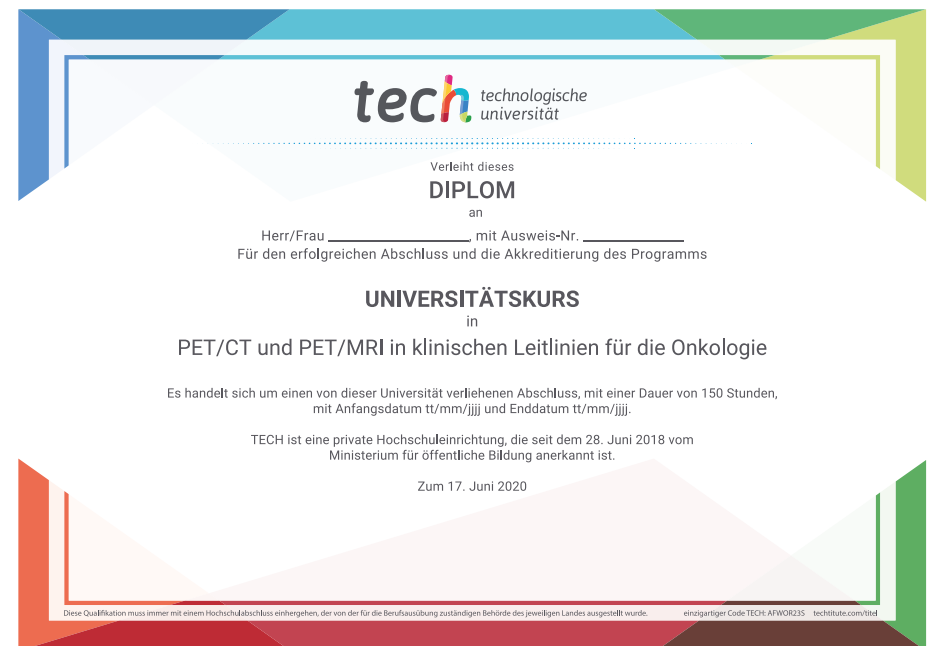 tech technologische
universität
Verleiht dieses
DIPLOM
an
Herr/Frau ____________________, mit Ausweis-Nr. ______________
Für den erfolgreichen Abschluss und die Akkreditierung des Programms
UNIVERSITÄTSKURS
in
PET/CT und PET/MRI in klinischen Leitlinien für die Onkologie
Es handelt sich um einen von dieser Universität verliehenen Abschluss, mit einer Dauer von 150 Stunden,
mit Anfangsdatum tt/mm/jjjj und Enddatum tt/mm/jjjj.
TECH ist eine private Hochschuleinrichtung, die seit dem 28. Juni 2018 vom
Ministerium für öffentliche Bildung anerkannt ist.
Zum 17. Juni 2020
Diese Qualifikation muss immer mit einem Hochschulabschluss einhergehen, der von der für die Berufsausübung zuständigen Behörde des jeweiligen Landes ausgestellt wurde. einzigartiger Code TECH: AFWOR23S techtitute.com/titel